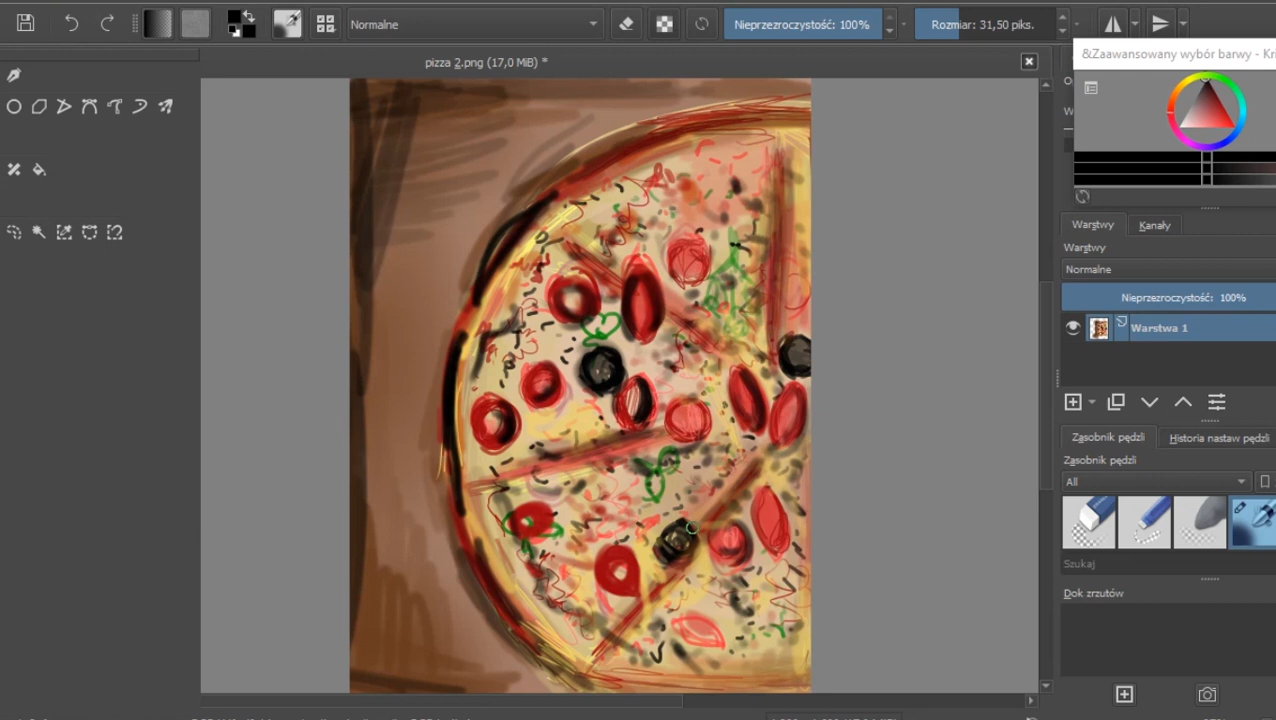 Normalne
Nieprzezroczystość: 100%
Rozmiar: 31,50 piks.
pizza 2.png (17,0 MiB) *
&Zaawansowany wybór barwy - Kri
Warstwy
Kanały
Warstwy
Normalne
Nieprzezroczystość: 100%
Warstwa 1
Zasobnik pędzli
Historia nastaw pędzli
Zasobnik pędzli
All
Szukaj
Dok zrzutów